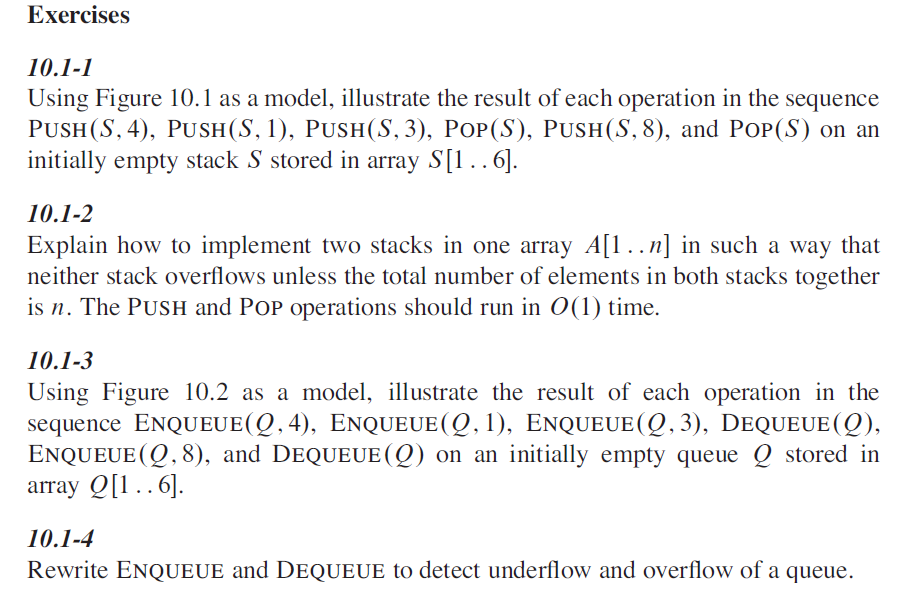 Exercises
10.1-1
Using Figure 10.1 as a model, illustrate the result of each operation in the sequence
PUSH(S, 4), PUSH(S, 1), PUSH(S, 3), POP(S), PUSH(S, 8), and POP(S) on an
initially empty stack S stored in array S[1 . . 6].
10.1-2
Explain how to implement two stacks in one array A[1 . . n] in such a way that
neither stack overflows unless the total number of elements in both stacks together
is n. The PUSH and POP operations should run in O(1) time.
10.1-3
Using Figure 10.2 as a model, illustrate the result of each operation in the
sequence ENQUEUE(Q, 4), ENQUEUE(Q, 1), ENQUEUE(Q, 3), DEQUEUE(Q),
ENQUEUE(Q, 8), and DEQUEUE(Q) on an initially empty queue Q stored in
array Q[1 . . 6].
10.1-4
Rewrite ENQUEUE and DEQUEUE to detect underflow and overflow of a queue.